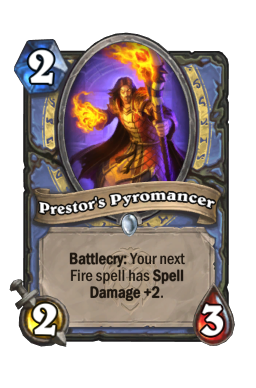 2
Prestor's Pyromancer
Battlecry: Your next
Fire spell has Spell
Damage +2.
2
3